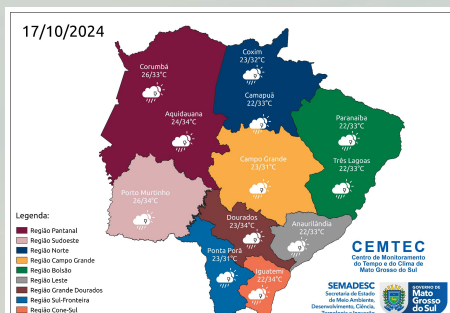 17/10/2024
Coxim
23/32°C
Corumbá
26/33°C
Camapuã
22/33°C
Aquidauana
24/34°C
Paranaíba
22/33°C
Campo Grande
23/31°C
Três Lagoas
22/33°C
Porto Murtinho
26/34°C
Dourados
23/34°C
Anaurilândia
22/33°C
Ponta Porã
23/31°C
Iguatemi
22/34°C
Legenda:
Região Pantanal
Região Sudoeste
Região Norte
Região Campo Grande
Região Bolsão
Região Leste
Região Grande Dourados
Região Sul-Fronteira
Região Cone-Sul
CEMTEC
Centro de Monitoramento
do Tempo e do Clima de
Mato Grosso do Sul
SEMADESC
Secretaria de Estado
de Meio Ambiente,
Desenvolvimento, Ciência,
Tecnologia e Inovação
GOVERNO DE
Mato
Grosso
do Sul